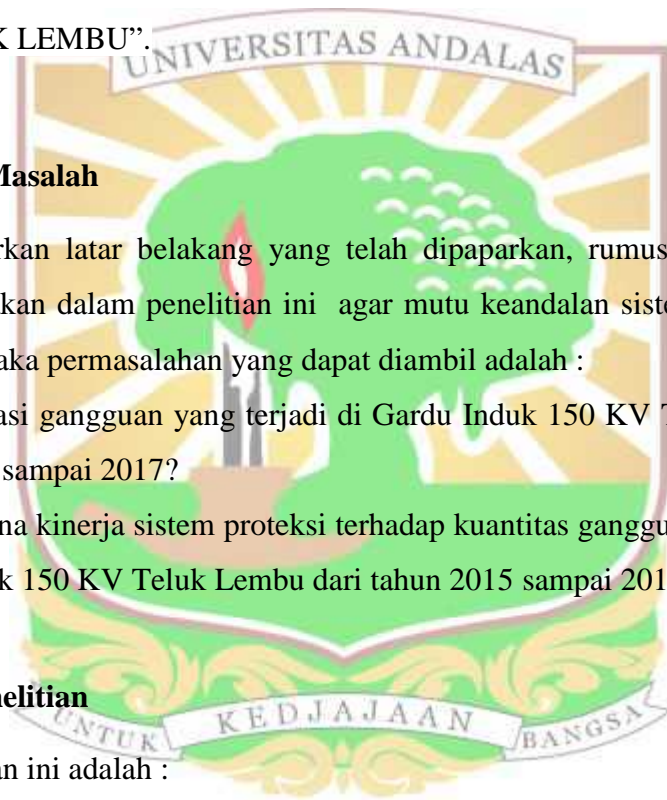 K LEMBU”.
UNIVERSITAS ANDALAS
Masalah
rkan latar belakang yang telah dipaparkan, rumus
kan dalam penelitian ini agar mutu keandalan siste
aka permasalahan yang dapat diambil adalah :
asi gangguan yang terjadi di Gardu Induk 150 KV T
sampai 2017?
na kinerja sistem proteksi terhadap kuantitas ganggu
k 150 KV Teluk Lembu dari tahun 2015 sampai 201
nelitian
UNTUK KEDJAJAAN BANGSA
an ini adalah :